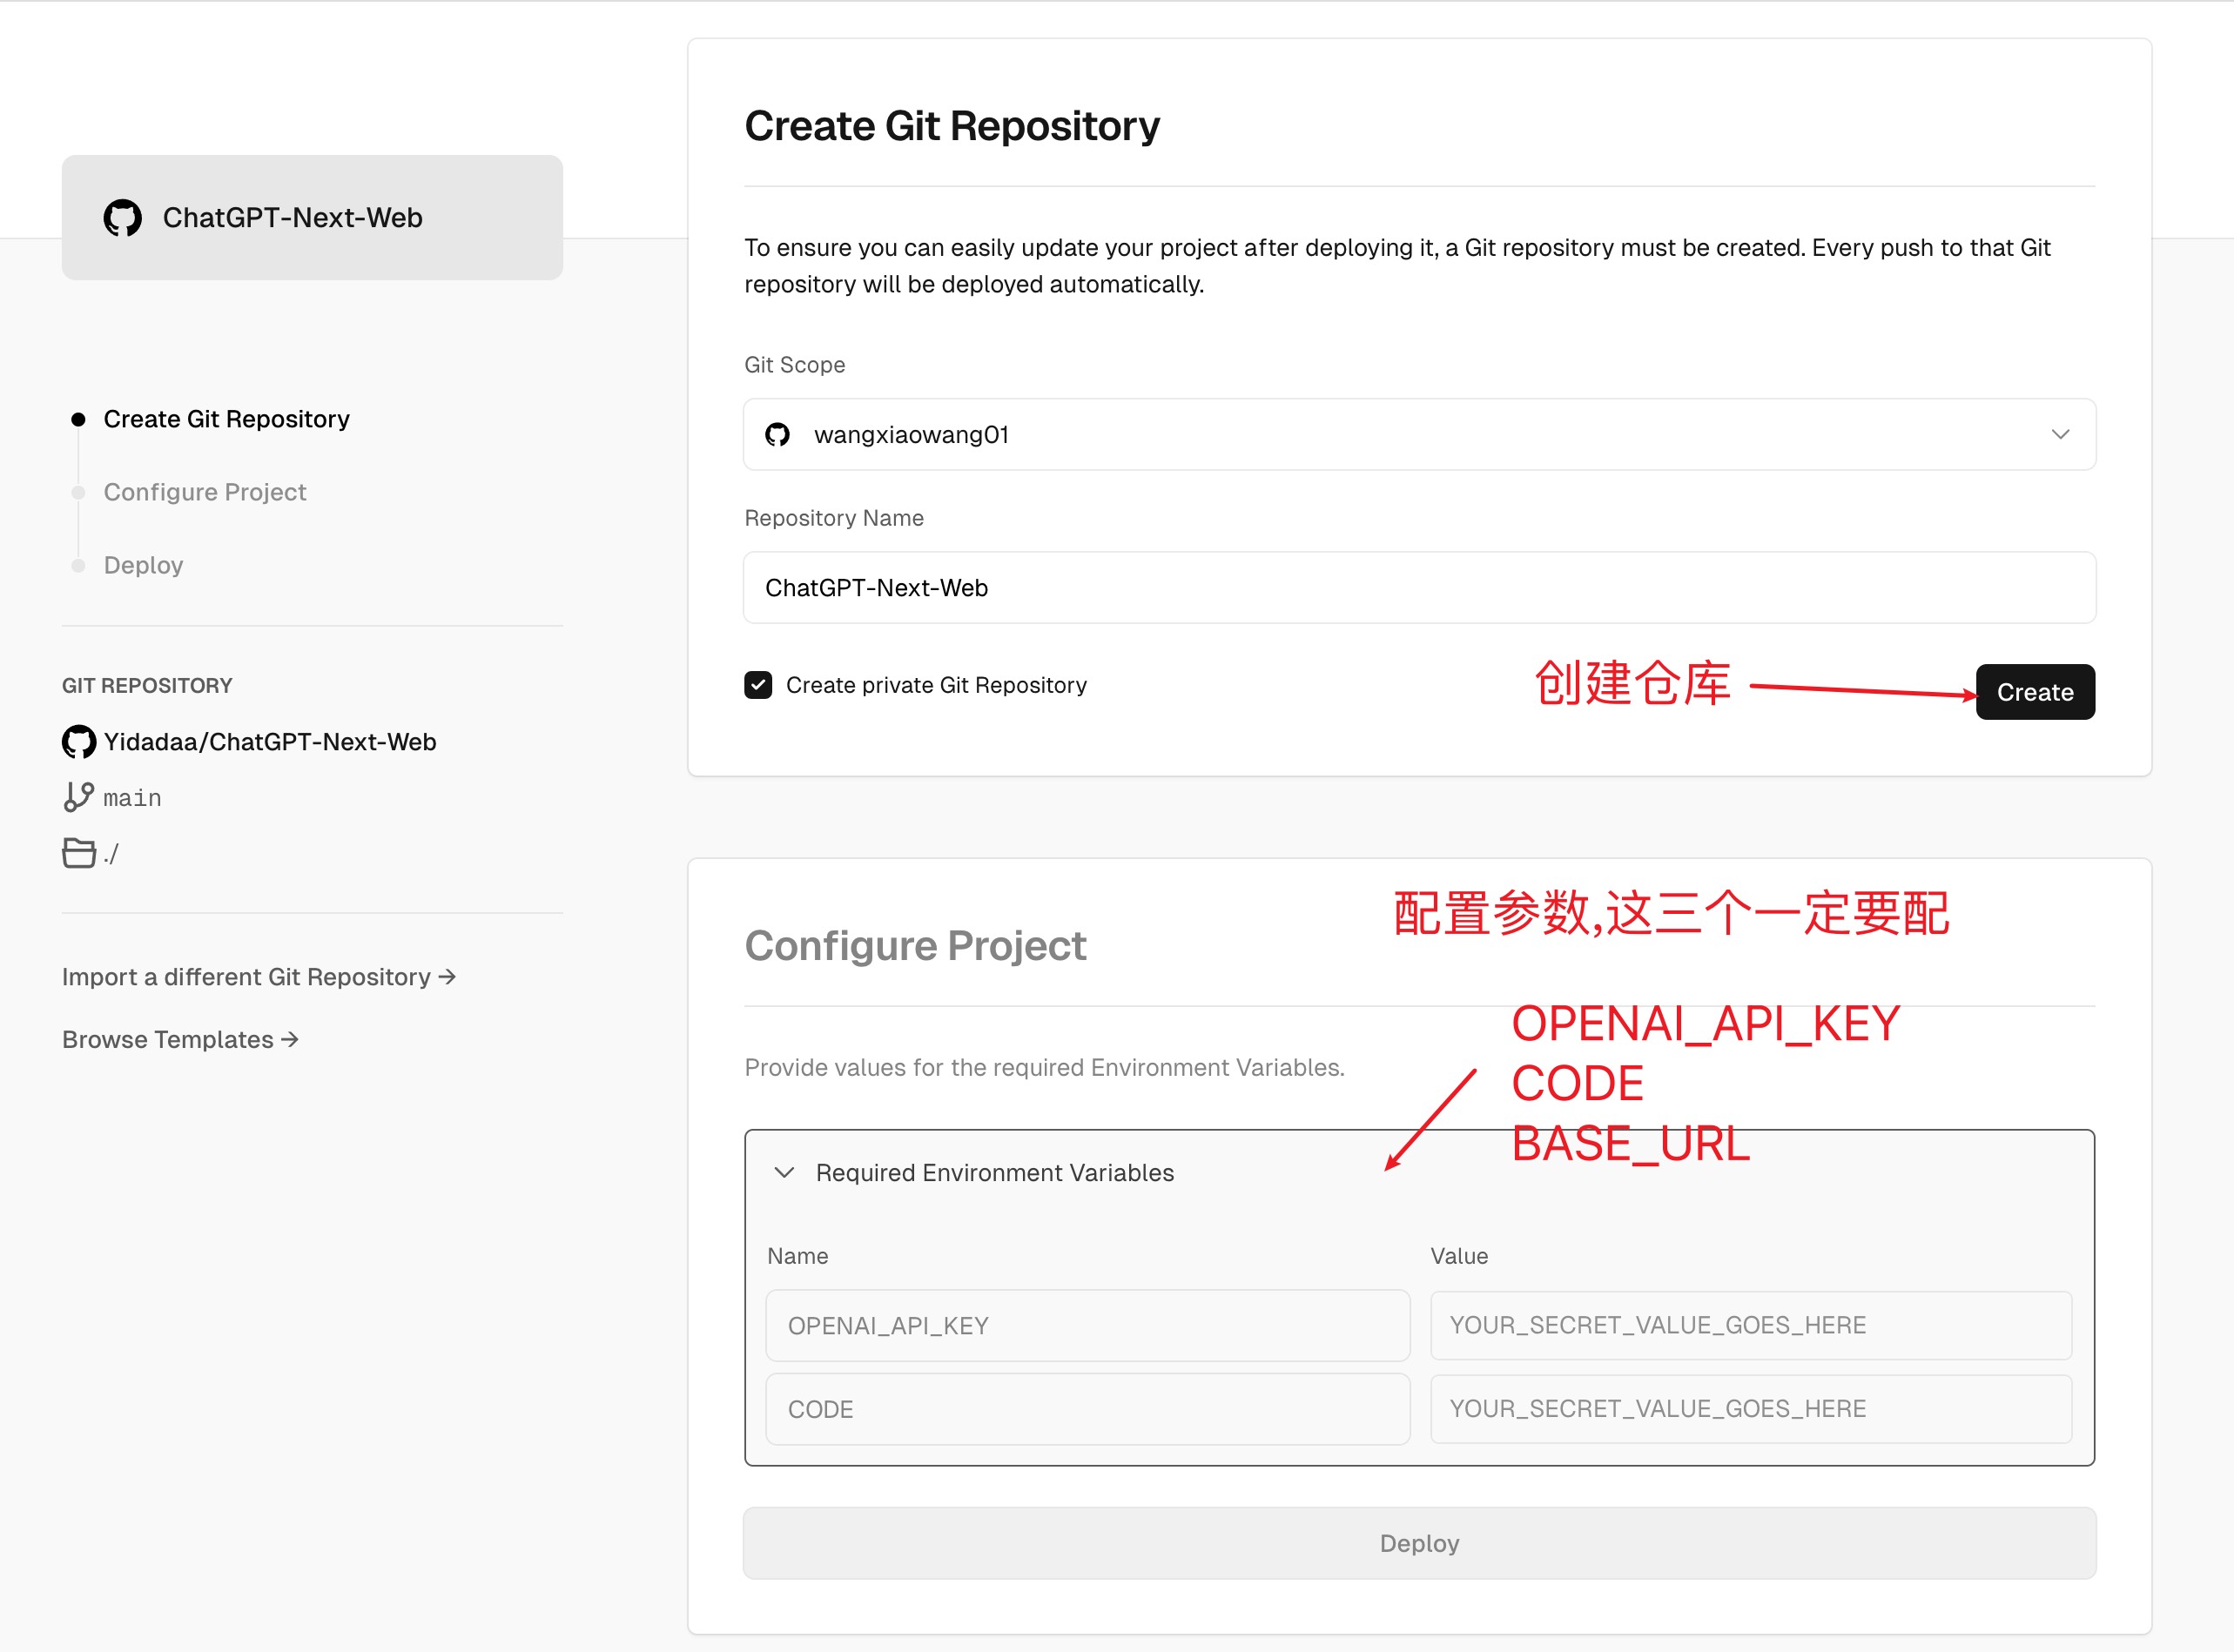 ChatGPT-Next-Web
Create Git Repository
Configure Project
Deploy
GIT REPOSITORY
Yidadaa/ChatGPT-Next-Web
main
./
Import a different Git Repository →
Browse Templates →
Create Git Repository
To ensure you can easily update your project after deploying it, a Git repository must be created. Every push to that Git
repository will be deployed automatically.
Git Scope
wangxiaowang01
Repository Name
ChatGPT-Next-Web
Create private Git Repository
创建仓库
Create
配置参数,这三个一定要配
Configure Project
OPENAI_API_KEY
CODE
BASE_URL
Provide values for the required Environment Variables.
Required Environment Variables
Name Value
OPENAI_API_KEY YOUR_SECRET_VALUE_GOES_HERE
CODE YOUR_SECRET_VALUE_GOES_HERE
Deploy